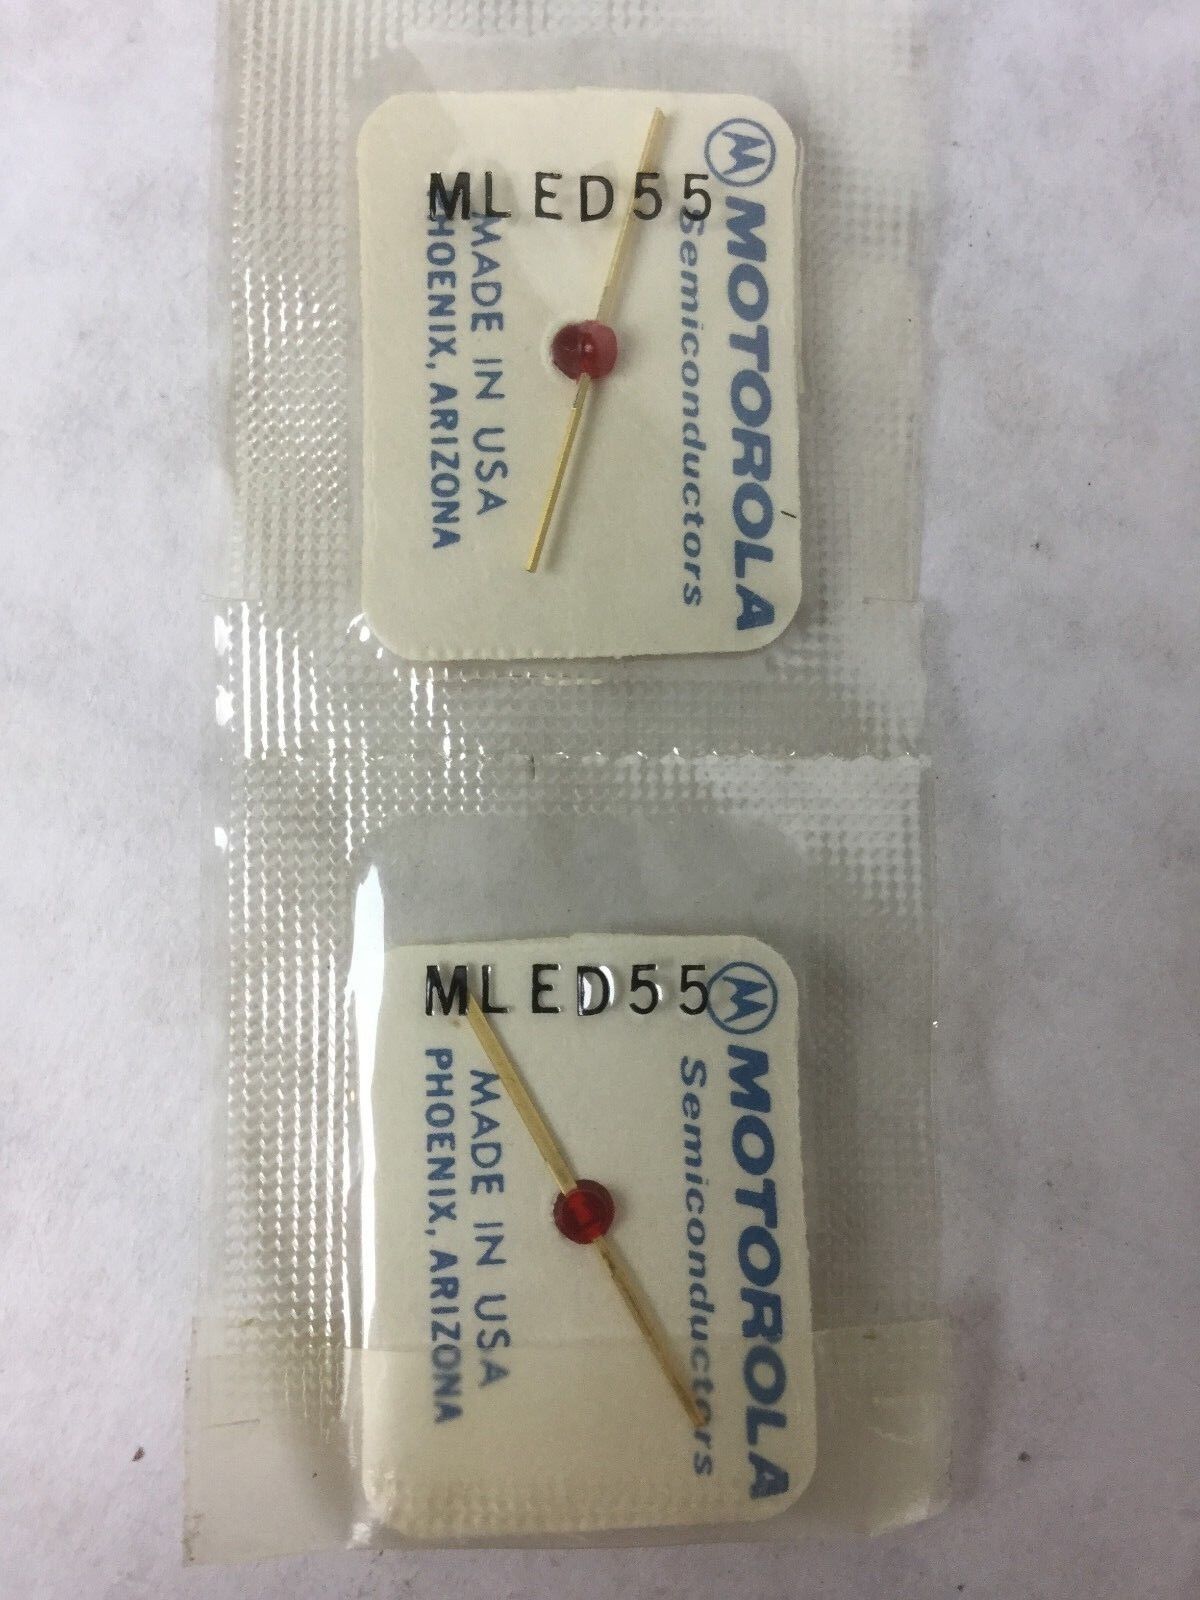 MLED55
M MOTOROLA
Semiconductors
MADE IN USA
PHOENIX, ARIZONA
MLED55
M MOTOROLA
Semiconductors
MADE IN USA
PHOENIX, ARIZONA